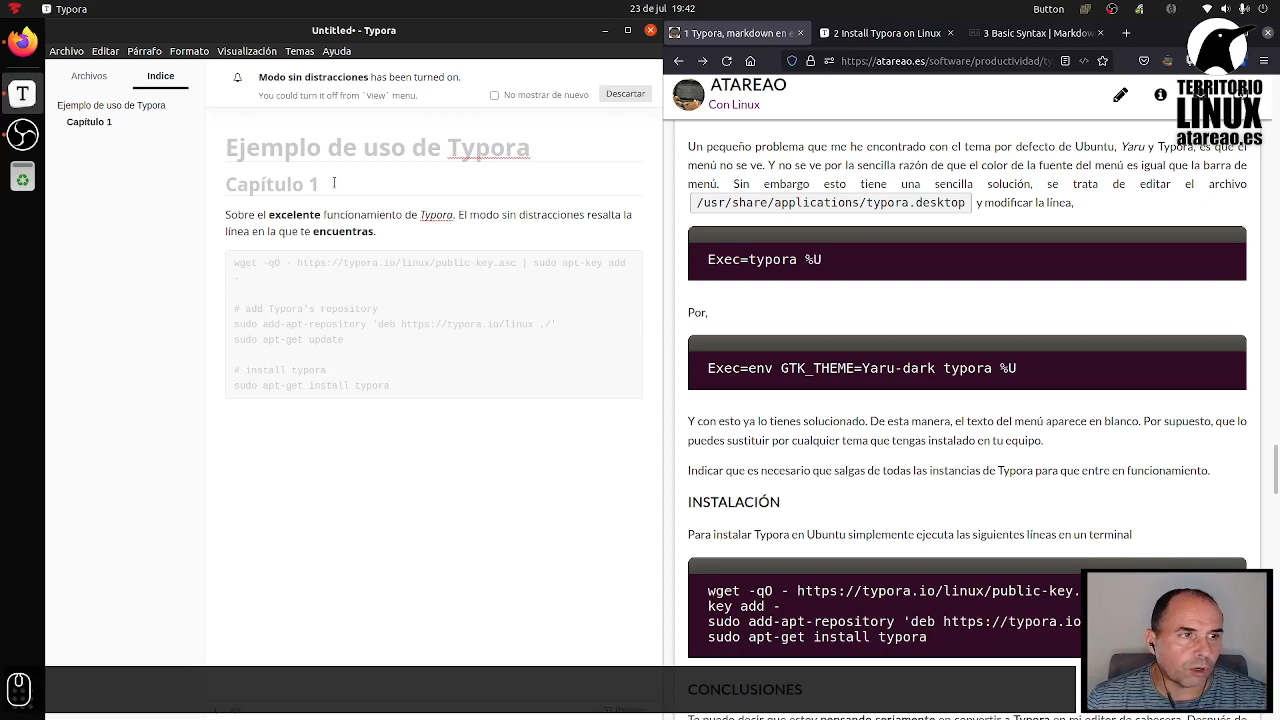 Typora
23 de jul 19:42
Untitled• - Typora
Archivo Editar Párrafo Formato Visualización Temas Ayuda
Archivos Indice
Ejemplo de uso de Typora
Capítulo 1
Modo sin distracciones has been turned on.
You could turn it off from `View` menu.
No mostrar de nuevo
Descartar
Ejemplo de uso de Typora
Capítulo 1
Sobre el excelente funcionamiento de Typora. El modo sin distracciones resalta la
línea en la que te encuentras.
wget -qO - https://typora.io/linux/public-key.asc | sudo apt-key add
-
# add Typora's repository
sudo add-apt-repository 'deb https://typora.io/linux ./'
sudo apt-get update
# install typora
sudo apt-get install typora
1 Typora, Markdown en e
2 Install Typora on Linux
3 Basic Syntax | Markdow
https://atareao.es/software/productividad/ty
ATAREAO
Con Linux
TERRITORIO
LINUX
atareao.es
Un pequeño problema que me he encontrado con el tema por defecto de Ubuntu, Yaru y Typora, es que el
menú no se ve. Y no se ve por la sencilla razón de que el color de la fuente del menú es igual que la barra de
menú. Sin embargo esto tiene una sencilla solución, se trata de editar el archivo
/usr/share/applications/typora.desktop y modificar la línea,
Exec=typora %U
Por,
Exec=env GTK_THEME=Yaru-dark typora %U
Y con esto ya lo tienes solucionado. De esta manera, el texto del menú aparece en blanco. Por supuesto, que lo
puedes sustituir por cualquier tema que tengas instalado en tu equipo.
Indicar que es necesario que salgas de todas las instancias de Typora para que entre en funcionamiento.
INSTALACIÓN
Para instalar Typora en Ubuntu simplemente ejecuta las siguientes líneas en un terminal
wget -qO - https://typora.io/linux/public-key.
key add -
sudo add-apt-repository 'deb https://typora.io
sudo apt-get install typora
CONCLUSIONES